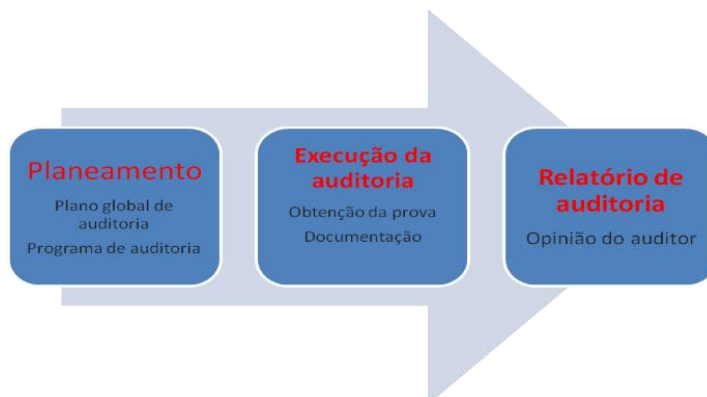 Planeamento
Plano global de
auditoria
Programa de auditoria
Execução da
auditoria
Obtenção da prova
Documentação
Relatório de
auditoria
Opinião do auditor